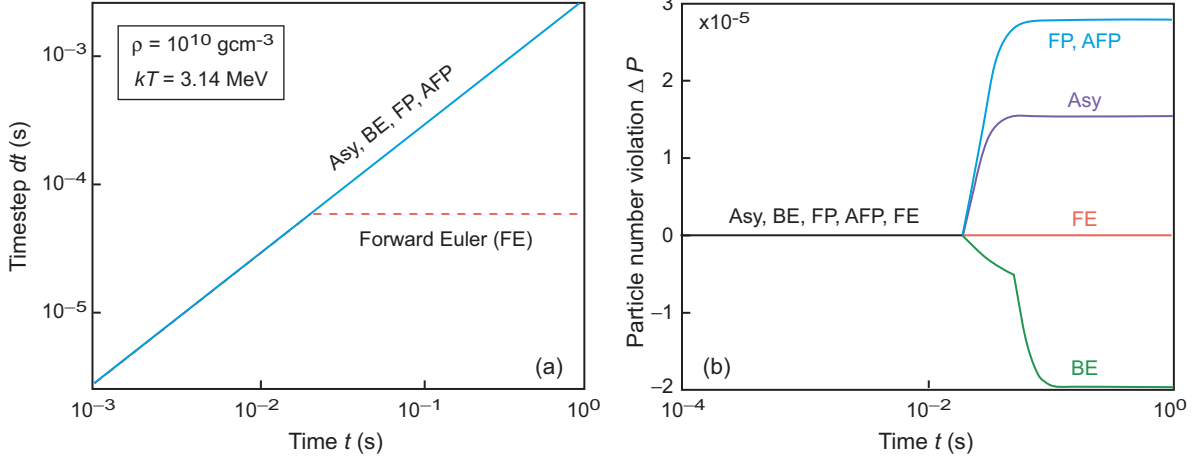 ρ = 10¹⁰ gcm⁻³
kT = 3.14 MeV
Timestep dt (s)
10⁻³
10⁻⁴
10⁻⁵
Asy, BE, FP, AFP
Forward Euler (FE)
(a)
10⁻³
10⁻²
10⁻¹
10⁰
Time t (s)
x10⁻⁵
Particle number violation Δ P
3
2
1
0
−1
−2
FP, AFP
Asy
Asy, BE, FP, AFP, FE
FE
BE
(b)
10⁻⁴
10⁻²
10⁰
Time t (s)